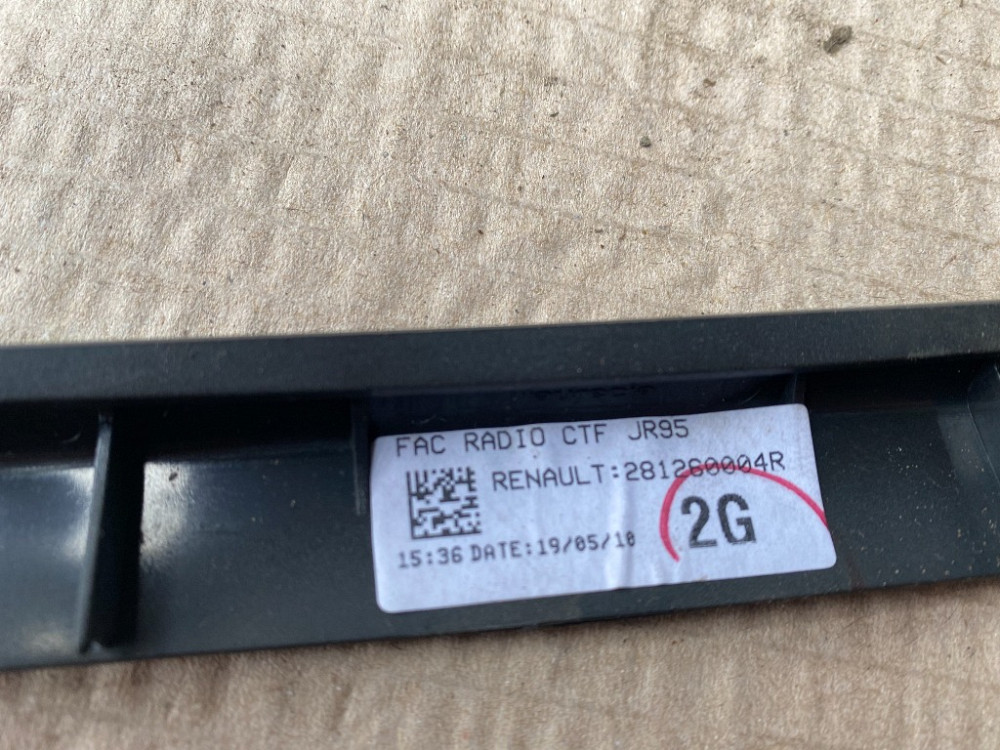 FAC RADIO CTF JR95
RENAULT:281260004R
2G
15:36 DATE:19/05/10